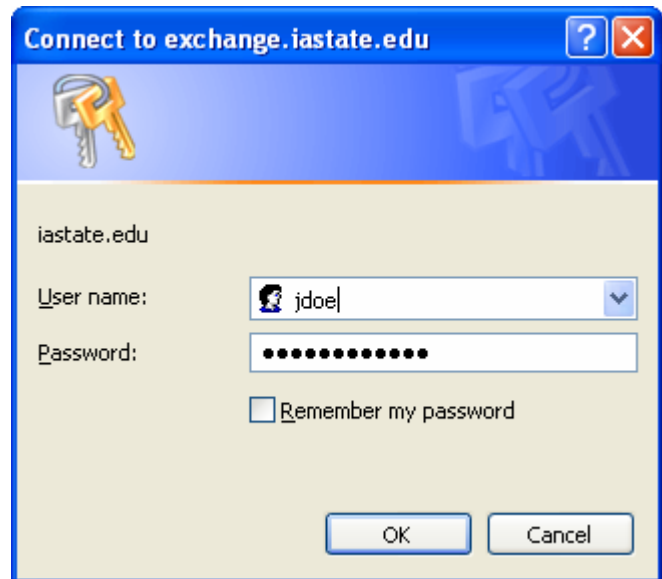 Connect to exchange.iastate.edu
iastate.edu
User name: jdoe
Password: ●●●●●●●●●●●●
Remember my password
OK Cancel